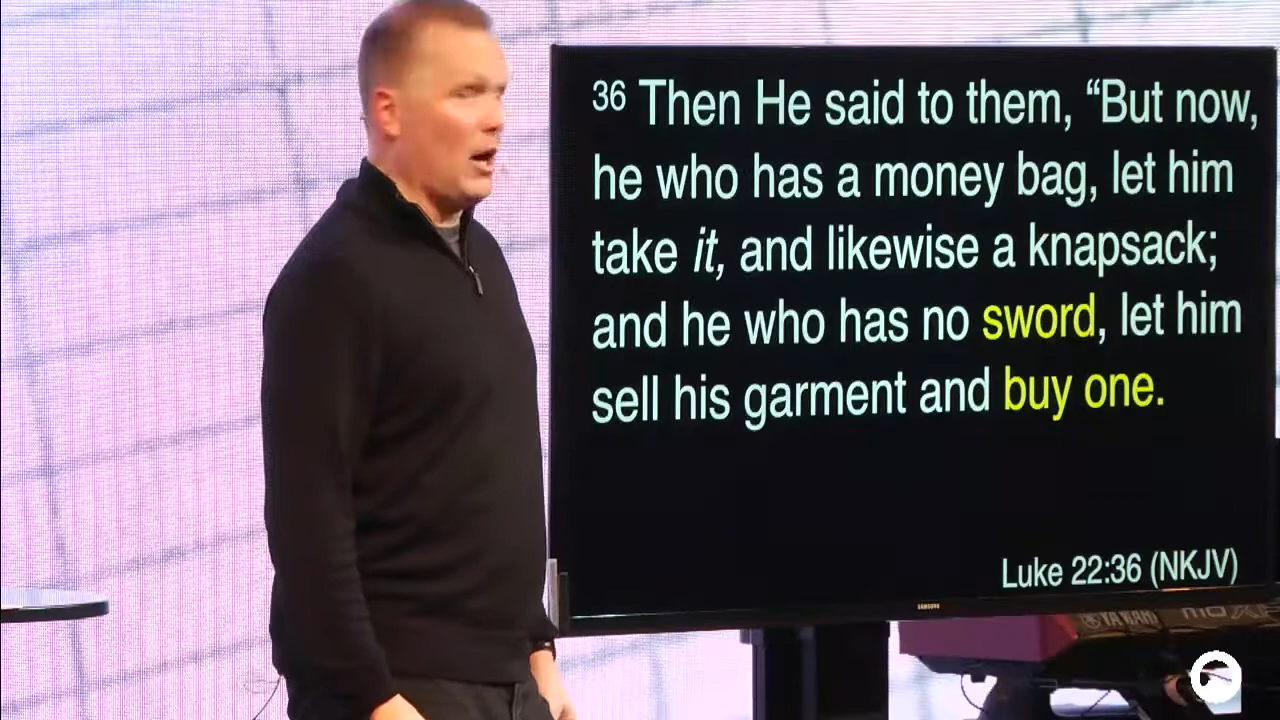 36 Then He said to them, “But now,
he who has a money bag, let him
take it, and likewise a knapsack;
and he who has no sword, let him
sell his garment and buy one.
Luke 22:36 (NKJV)
SAMSUNG
YAMAHA